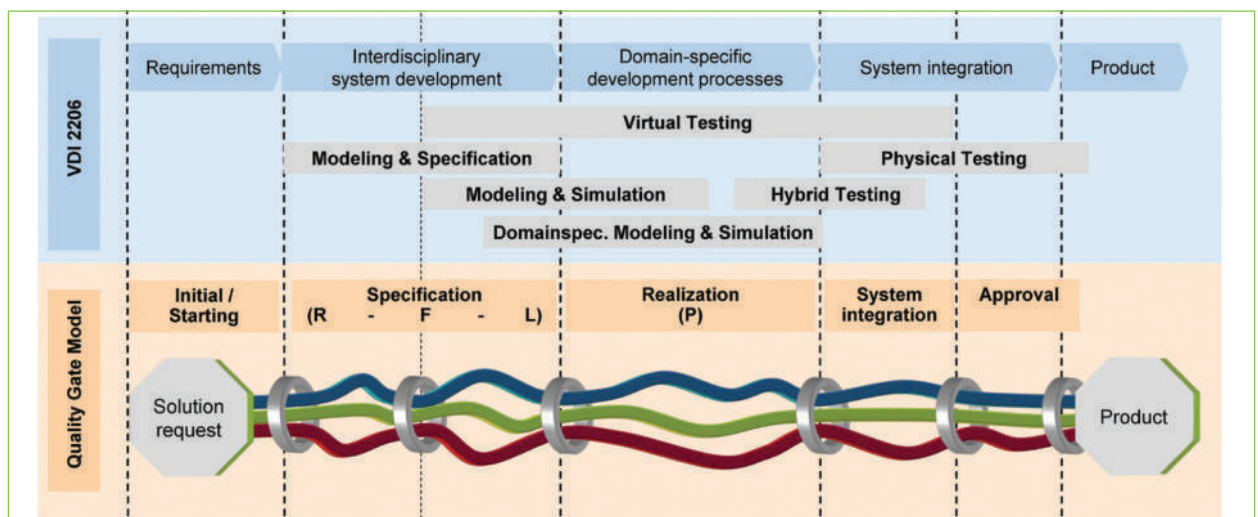 VDI 2206
Requirements
Interdisciplinary
system development
Domain-specific
development processes
System integration
Product
Virtual Testing
Modeling & Specification
Physical Testing
Modeling & Simulation
Hybrid Testing
Domainspec. Modeling & Simulation
Quality Gate Model
Initial /
Starting
Specification
(R - F - L)
Realization
(P)
System
integration
Approval
Solution
request
Product